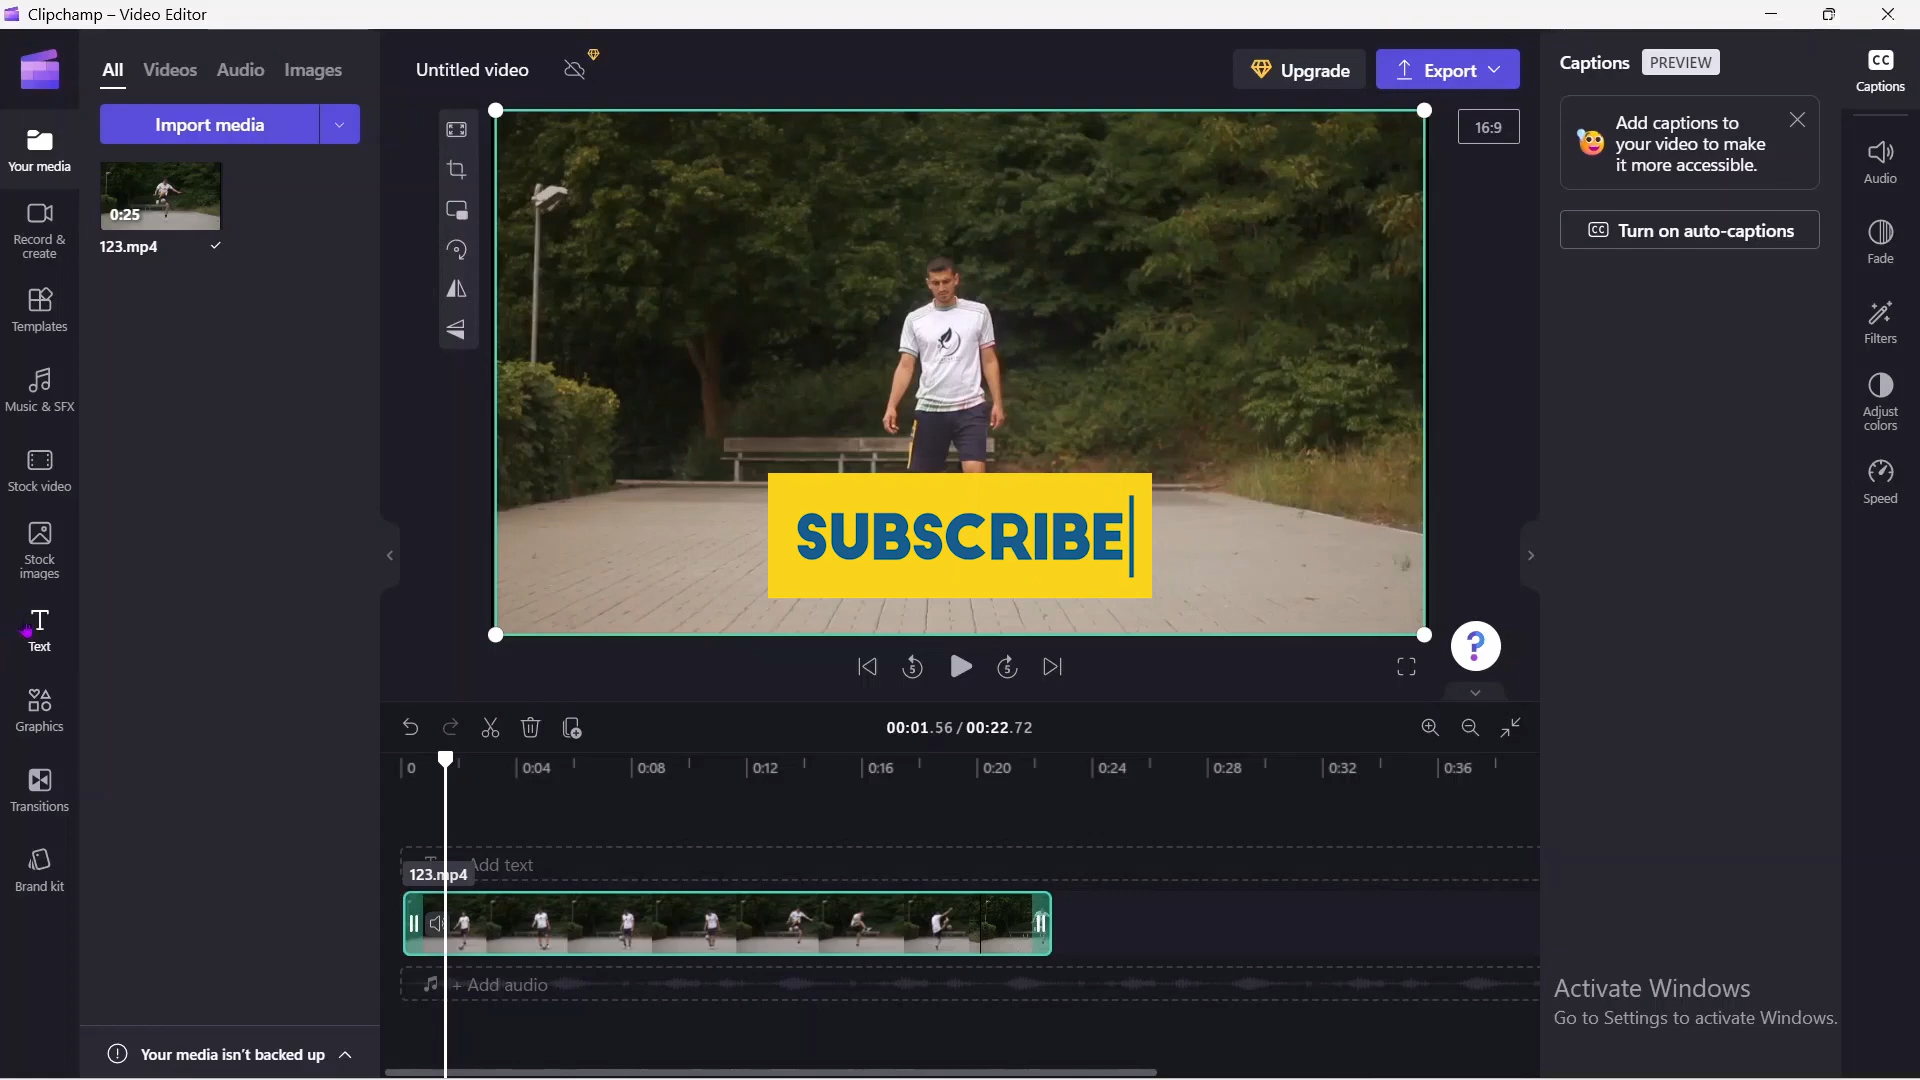 Clipchamp – Video Editor
All Videos Audio Images
Import media
0:25
123.mp4
Your media
Record &
create
Templates
Music & SFX
Stock video
Stock
images
Text
Graphics
Transitions
Brand kit
Your media isn't backed up
Untitled video
Upgrade
Export
16:9
SUBSCRIBE
5
5
?
00:01.56 / 00:22.72
0 0:04 0:08 0:12 0:16 0:20 0:24 0:28 0:32 0:36
Add text
123.mp4
+ Add audio
Captions PREVIEW
Add captions to
your video to make
it more accessible.
CC Turn on auto-captions
CC
Captions
Audio
Fade
Filters
Adjust
colors
Speed
Activate Windows
Go to Settings to activate Windows.